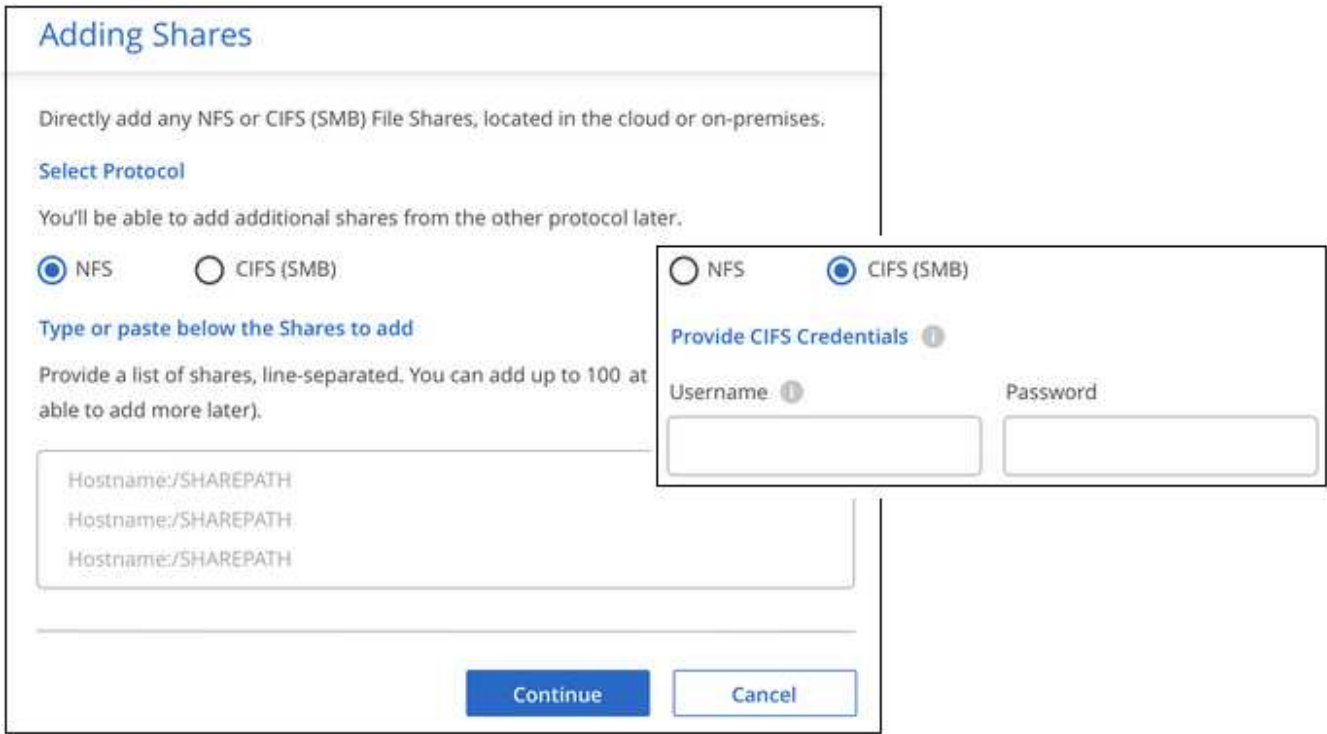 Adding Shares
Directly add any NFS or CIFS (SMB) File Shares, located in the cloud or on-premises.
Select Protocol
You'll be able to add additional shares from the other protocol later.
NFS CIFS (SMB)
Type or paste below the Shares to add
Provide a list of shares, line-separated. You can add up to 100 at
able to add more later).
Hostname:/SHAREPATH
Hostname:/SHAREPATH
Hostname:/SHAREPATH
Continue Cancel
NFS CIFS (SMB)
Provide CIFS Credentials i
Username i Password